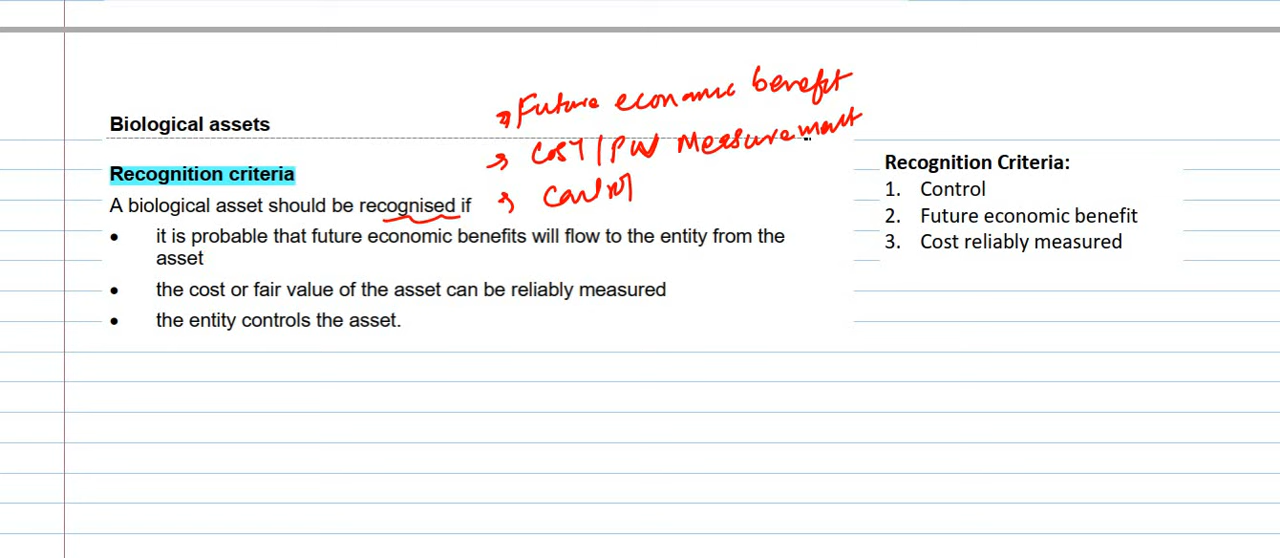 Future economic benefit
Biological assets
Cost / Measurement
Recognition criteria
Control
A biological asset should be recognised if
• it is probable that future economic benefits will flow to the entity from the
asset
• the cost or fair value of the asset can be reliably measured
• the entity controls the asset.
Recognition Criteria:
1. Control
2. Future economic benefit
3. Cost reliably measured